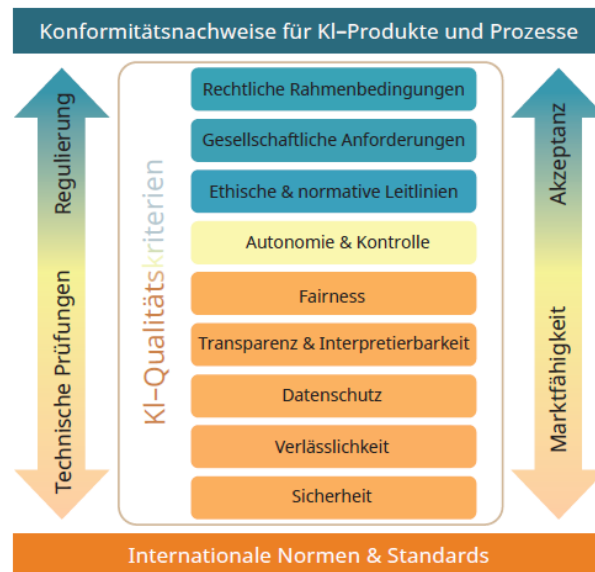 Konformitätsnachweise für KI-Produkte und Prozesse
Regulierung
Technische Prüfungen
KI-Qualitätskriterien
Rechtliche Rahmenbedingungen
Gesellschaftliche Anforderungen
Ethische & normative Leitlinien
Autonomie & Kontrolle
Fairness
Transparenz & Interpretierbarkeit
Datenschutz
Verlässlichkeit
Sicherheit
Akzeptanz
Marktfähigkeit
Internationale Normen & Standards